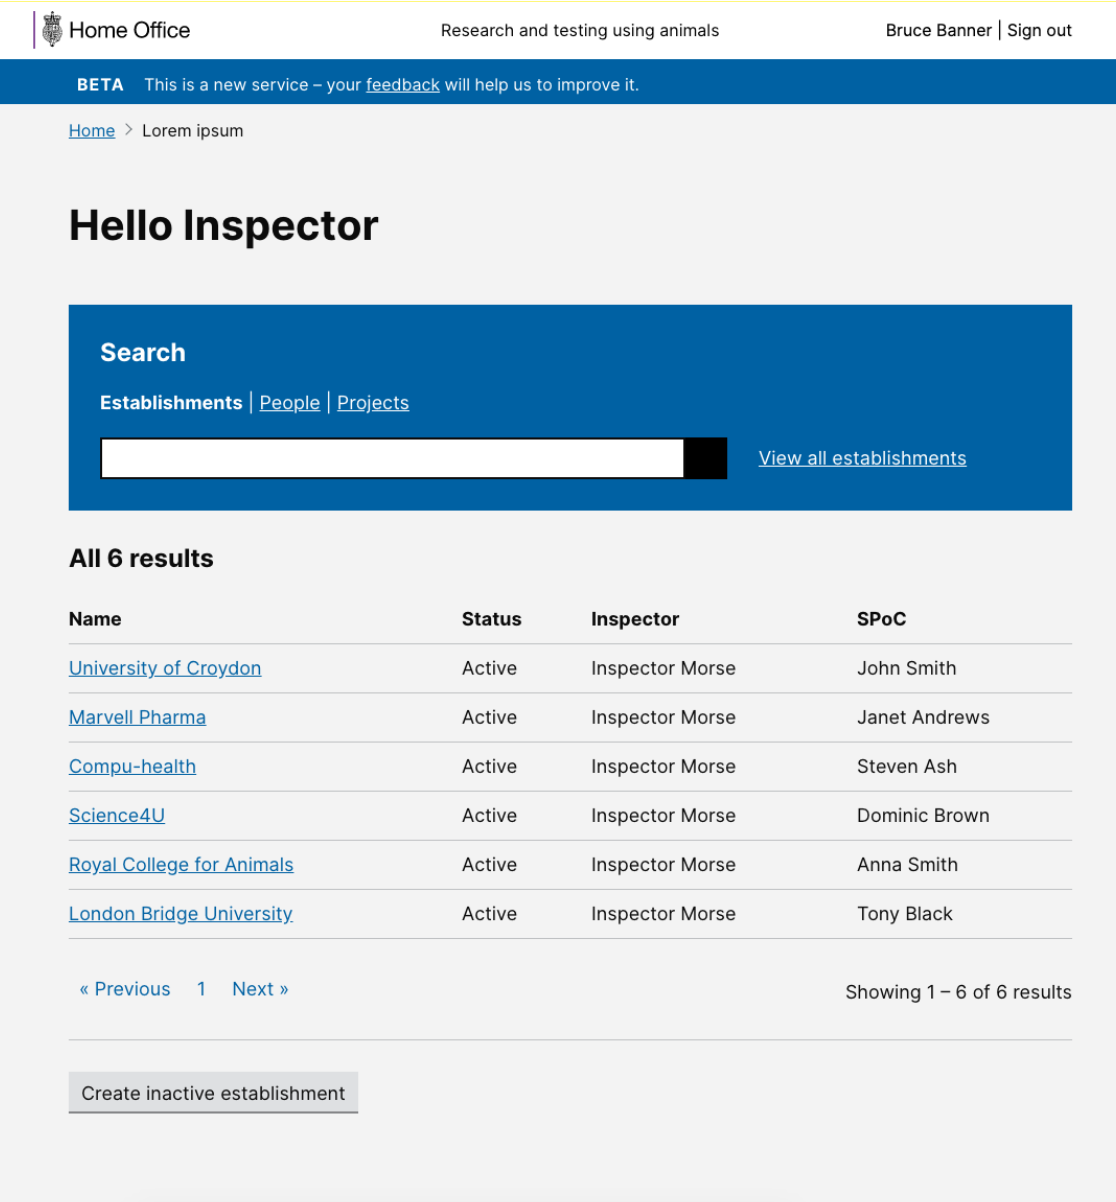 Home Office
Research and testing using animals
Bruce Banner | Sign out
BETA This is a new service – your feedback will help us to improve it.
Home > Lorem ipsum
Hello Inspector
Search
Establishments | People | Projects
View all establishments
All 6 results
Name Status Inspector SPoC
University of Croydon Active Inspector Morse John Smith
Marvell Pharma Active Inspector Morse Janet Andrews
Compu-health Active Inspector Morse Steven Ash
Science4U Active Inspector Morse Dominic Brown
Royal College for Animals Active Inspector Morse Anna Smith
London Bridge University Active Inspector Morse Tony Black
« Previous 1 Next »
Showing 1 – 6 of 6 results
Create inactive establishment